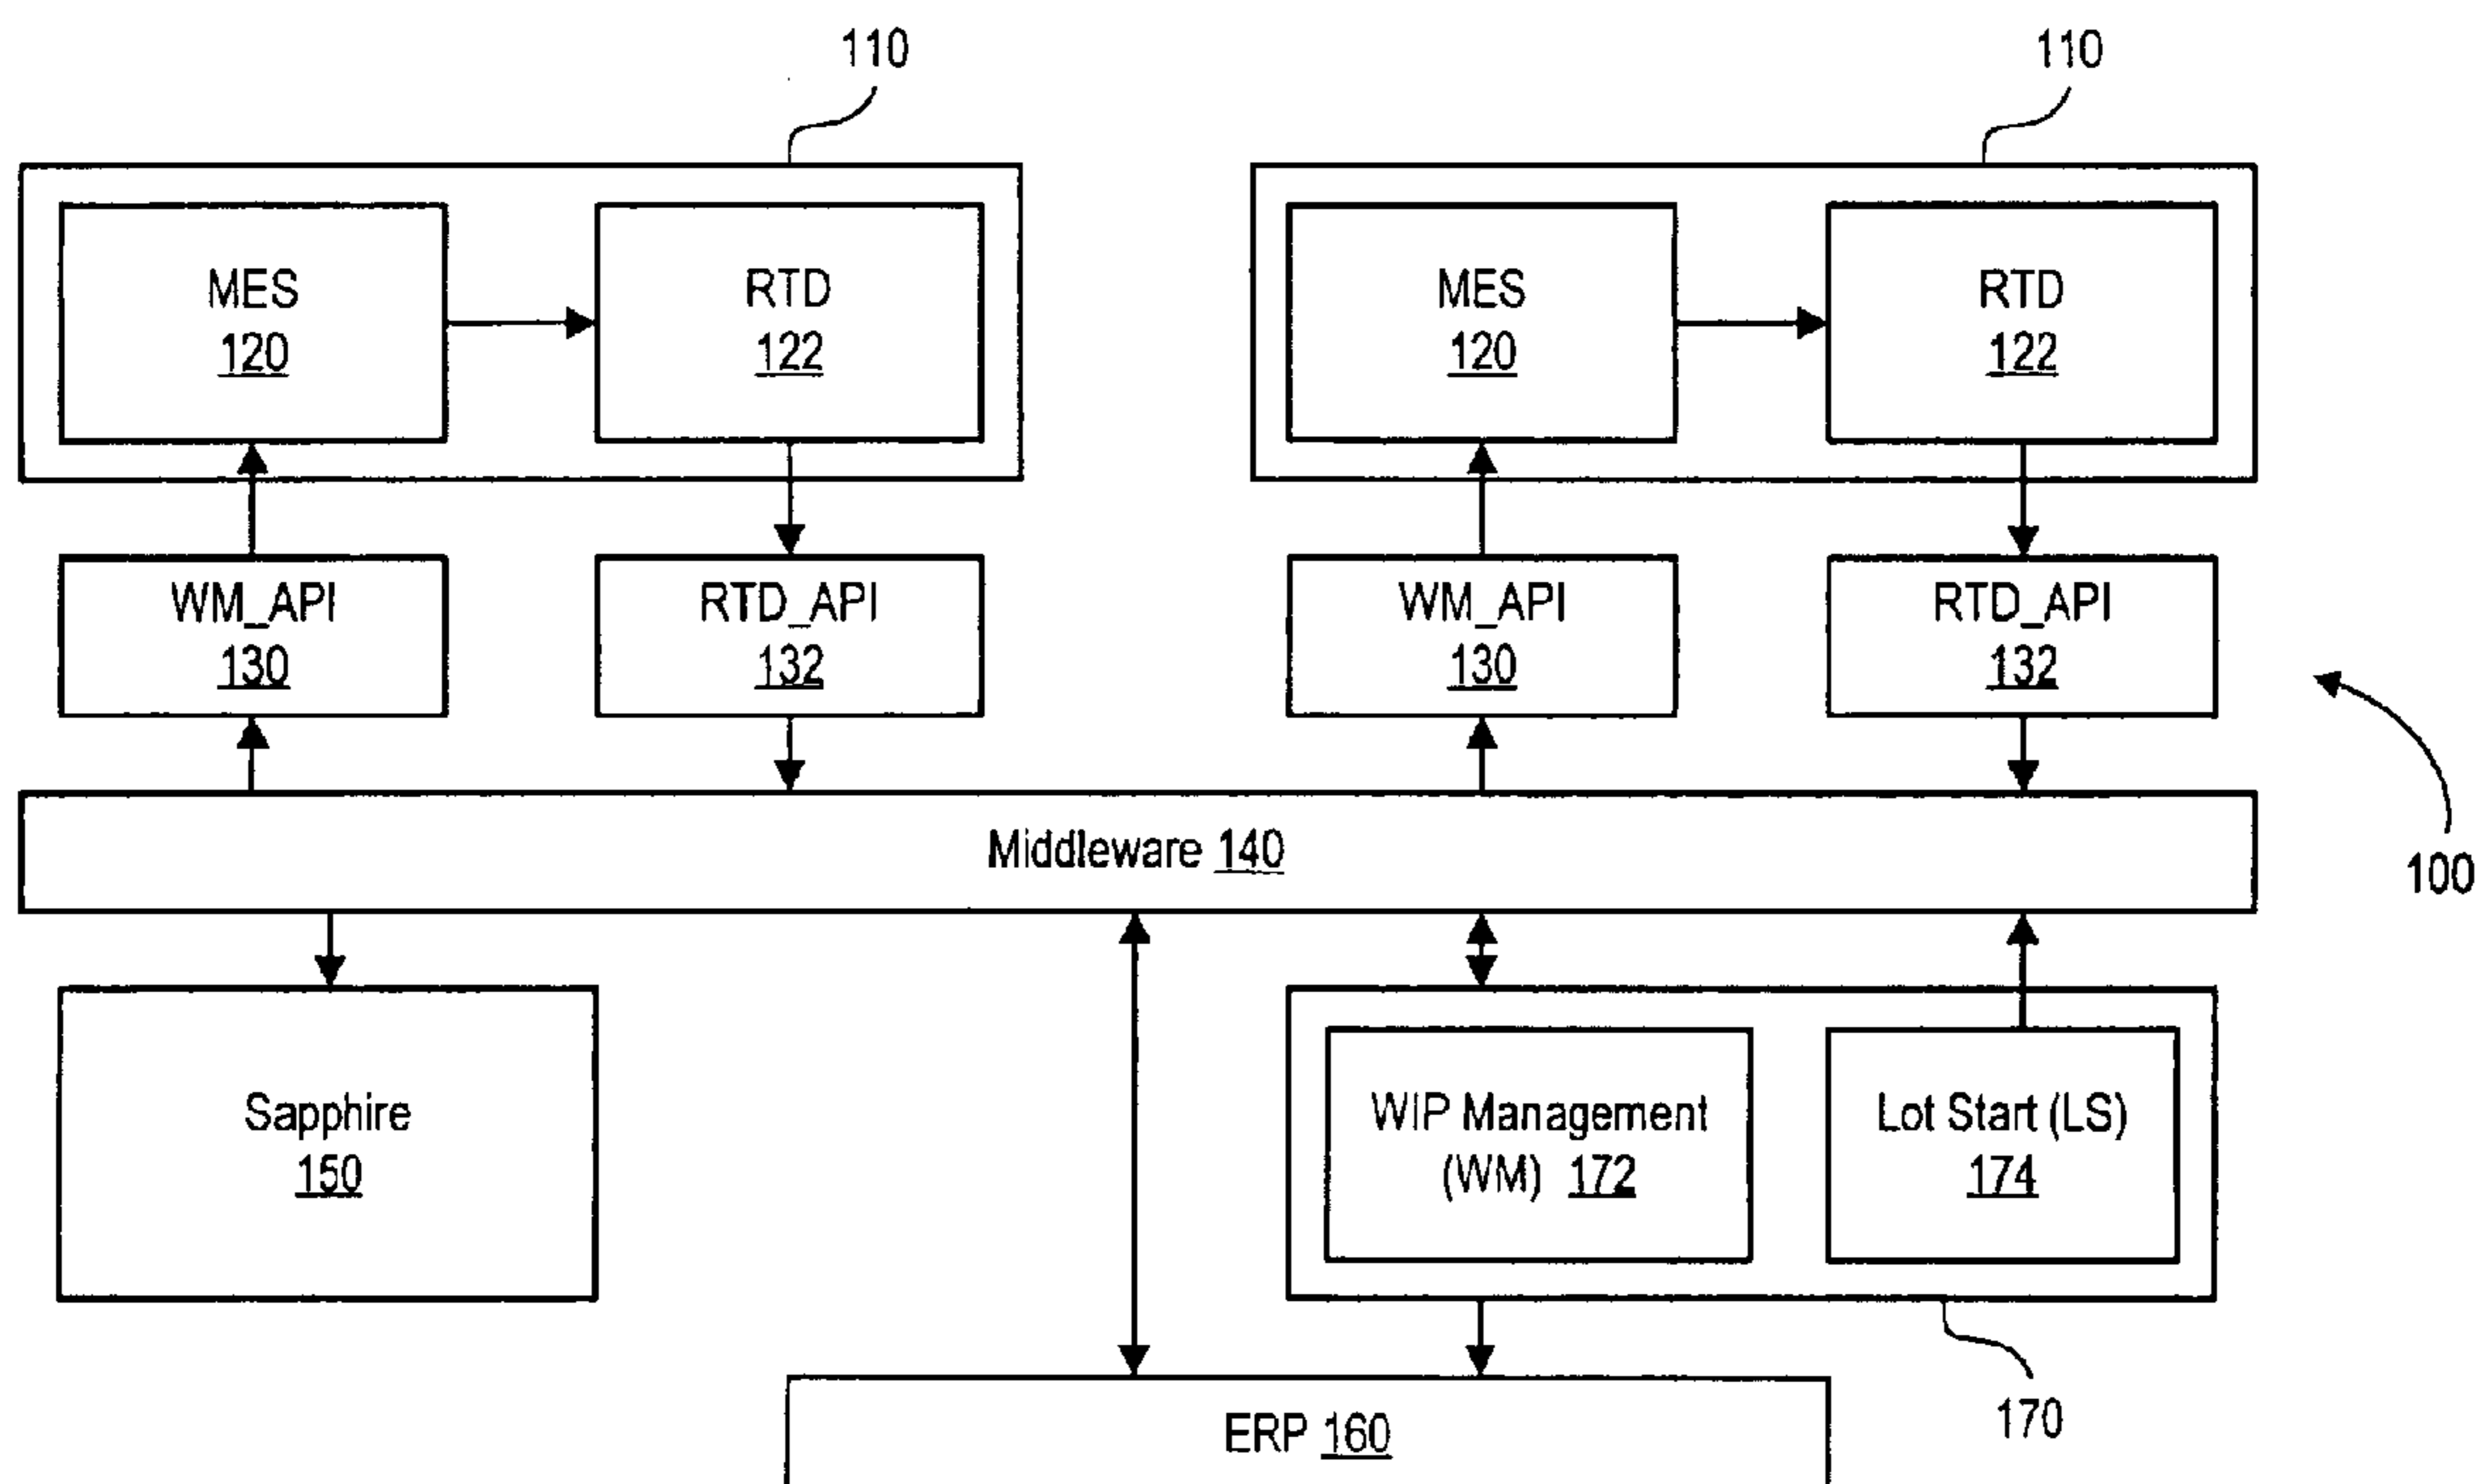 110
110
MES
120
RTD
122
MES
120
RTD
122
WM_API
130
RTD_API
132
WM_API
130
RTD_API
132
Middleware 140
100
Sapphire
150
WIP Management
(WM) 172
Lot Start (LS)
174
170
ERP 160